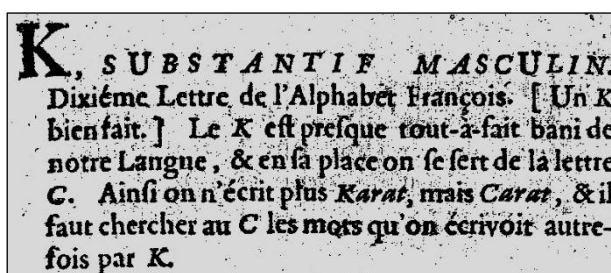 K, SUBSTANTIF MASCULIN.
Dixiéme Lettre de l'Alphabet François. [ Un K
bien fait. ] Le K eſt preſque tout-à-fait bani de
notre Langue, & en ſa place on ſe ſert de la lettre
C. Ainſi on n'écrit plus Karat, mais Carat, & il
faut chercher au C les mots qu'on écrivoit autre-
fois par K.